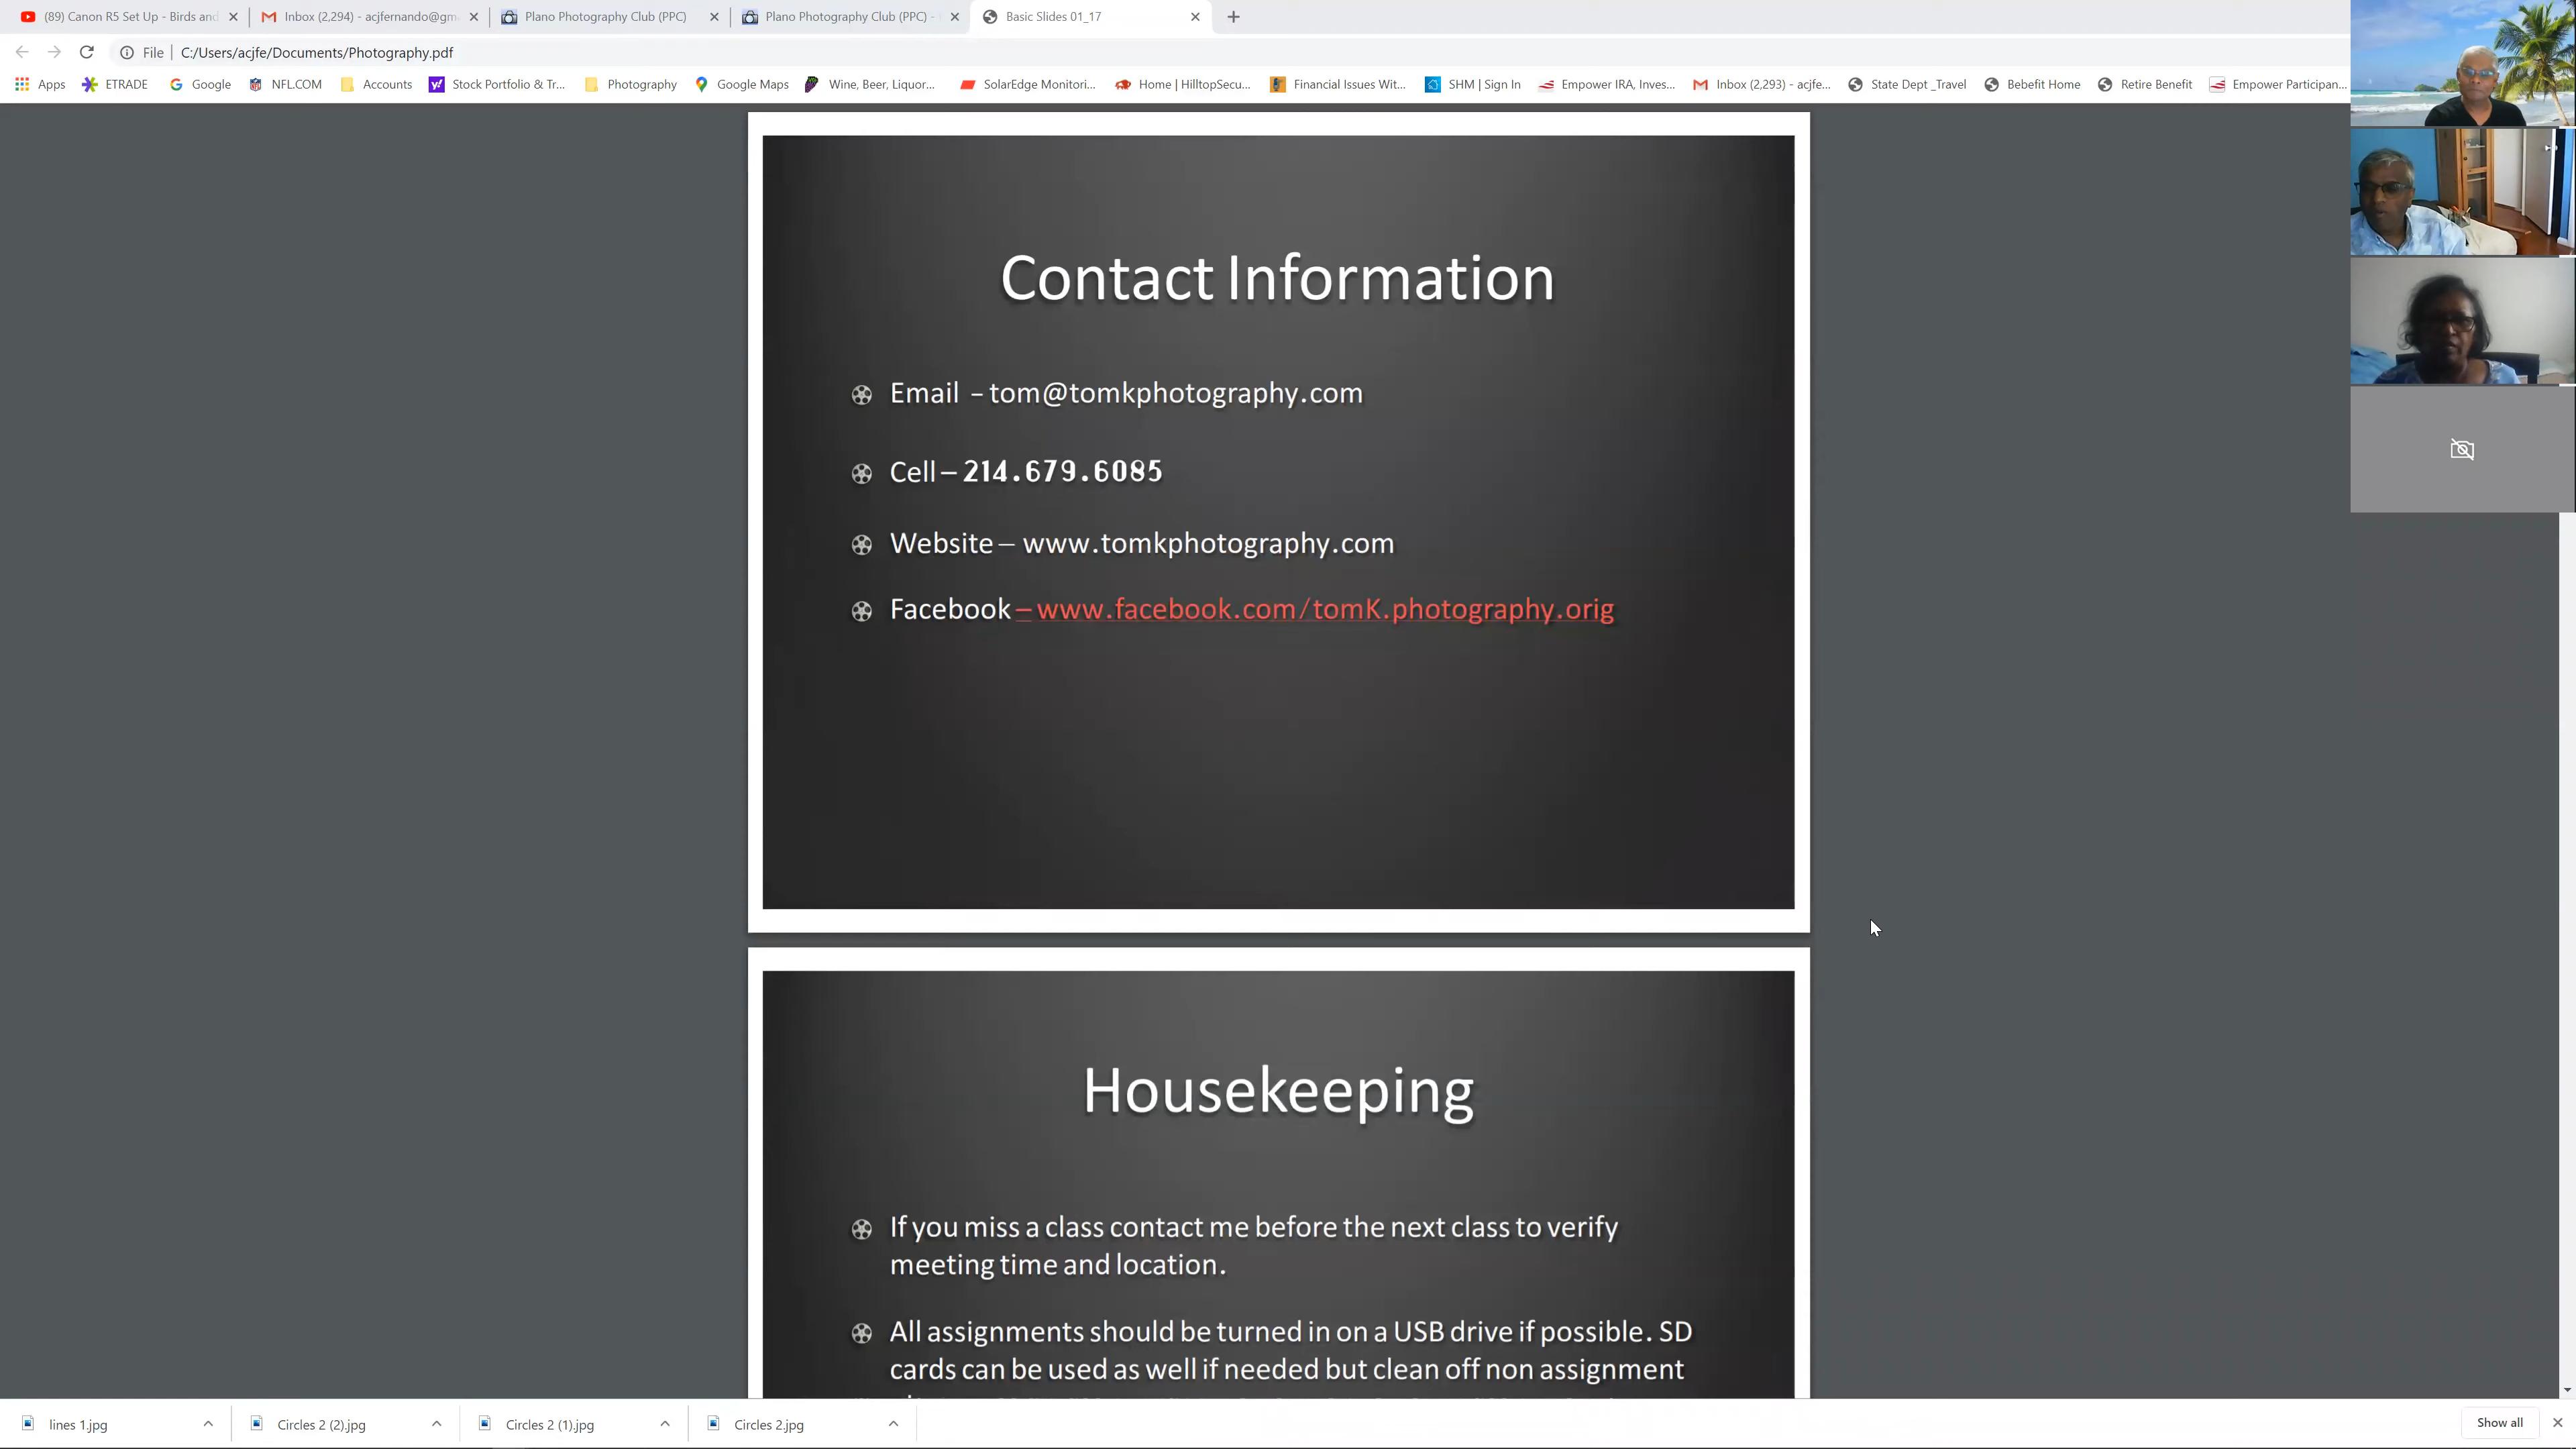 (89) Canon R5 Set Up - Birds and
Inbox (2,294) - acjfernando@gm
Plano Photography Club (PPC)
Plano Photography Club (PPC) -
Basic Slides 01_17
File
C:/Users/acjfe/Documents/Photography.pdf
Apps
ETRADE
Google
NFL.COM
Accounts
Stock Portfolio & Tr...
Photography
Google Maps
Wine, Beer, Liquor...
SolarEdge Monitori...
Home | HilltopSecu...
Financial Issues Wit...
SHM | Sign In
Empower IRA, Inves...
Inbox (2,293) - acjfe...
State Dept _Travel
Bebefit Home
Retire Benefit
Empower Participan...
Contact Information
Email – tom@tomkphotography.com
Cell – 214.679.6085
Website – www.tomkphotography.com
Facebook – www.facebook.com/tomK.photography.orig
Housekeeping
If you miss a class contact me before the next class to verify
meeting time and location.
All assignments should be turned in on a USB drive if possible. SD
cards can be used as well if needed but clean off non assignment
lines 1.jpg
Circles 2 (2).jpg
Circles 2 (1).jpg
Circles 2.jpg
Show all